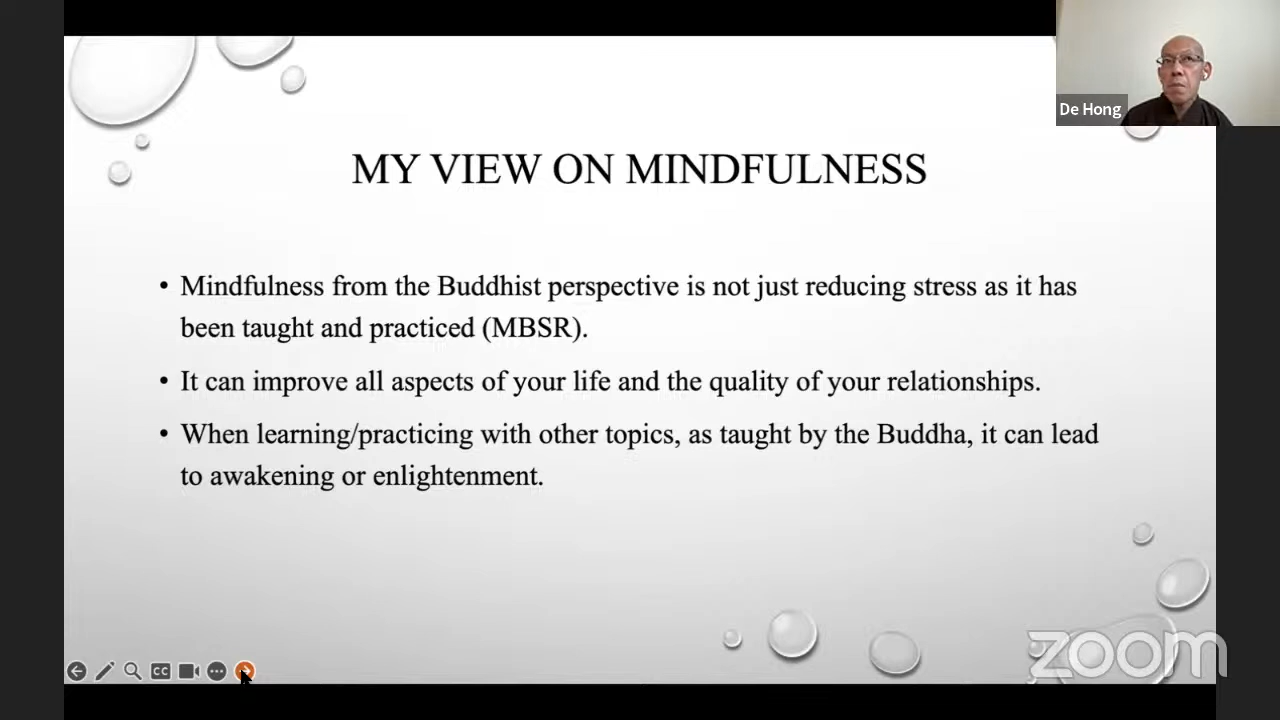 De Hong
MY VIEW ON MINDFULNESS
• Mindfulness from the Buddhist perspective is not just reducing stress as it has
been taught and practiced (MBSR).
• It can improve all aspects of your life and the quality of your relationships.
• When learning/practicing with other topics, as taught by the Buddha, it can lead
to awakening or enlightenment.
CC
zoom